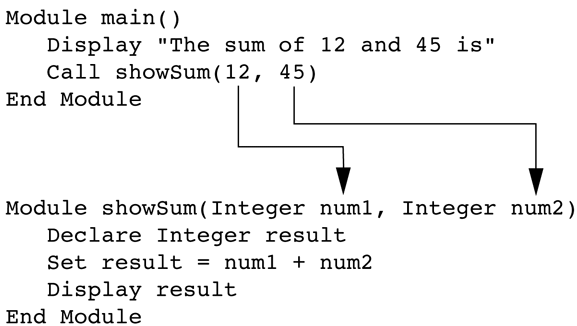 Module main()
   Display "The sum of 12 and 45 is"
   Call showSum(12, 45)
End Module
Module showSum(Integer num1, Integer num2)
   Declare Integer result
   Set result = num1 + num2
   Display result
End Module